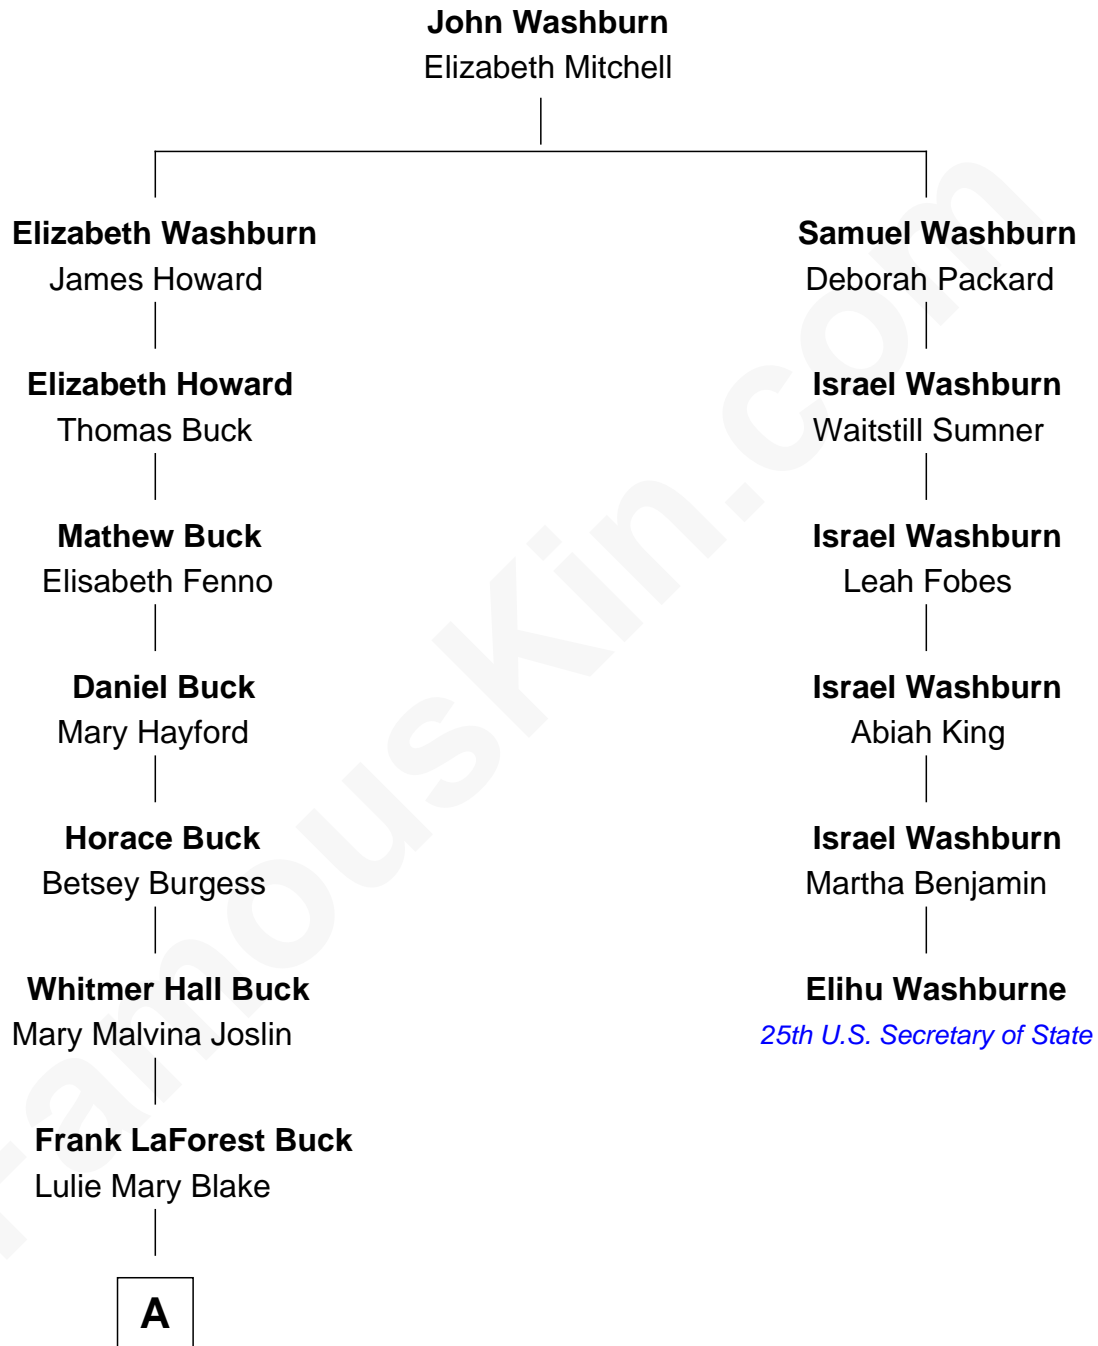 John Washburn
Elizabeth Mitchell
Elizabeth Washburn
James Howard
Samuel Washburn
Deborah Packard
Elizabeth Howard
Thomas Buck
Israel Washburn
Waitstill Sumner
Mathew Buck
Elisabeth Fenno
Israel Washburn
Leah Fobes
Daniel Buck
Mary Hayford
Israel Washburn
Abiah King
Horace Buck
Betsey Burgess
Israel Washburn
Martha Benjamin
Whitmer Hall Buck
Mary Malvina Joslin
Elihu Washburne
25th U.S. Secretary of State
Frank LaForest Buck
Lulie Mary Blake
A
FamousKin.com